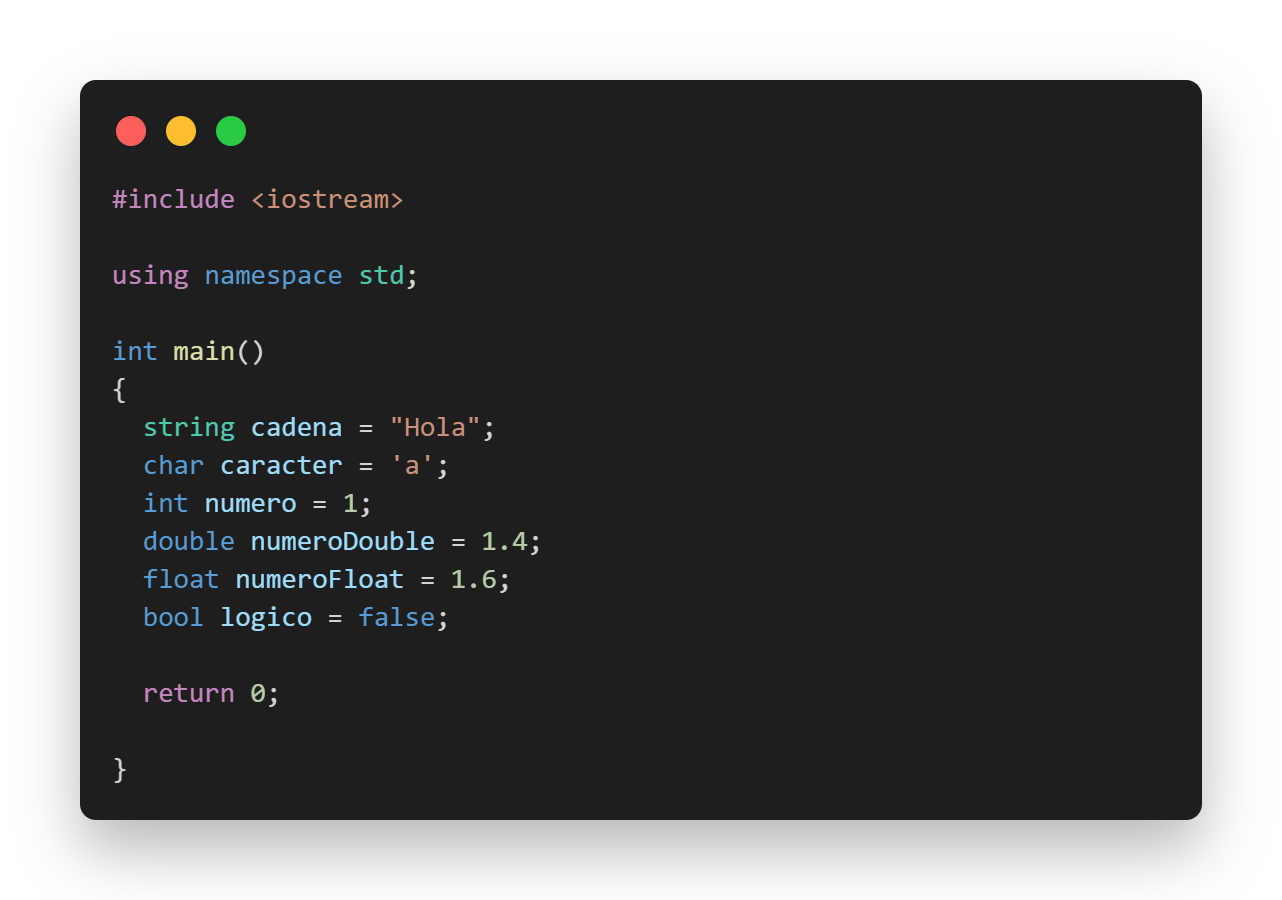 #include <iostream>
using namespace std;
int main()
{
string cadena = "Hola";
char caracter = 'a';
int numero = 1;
double numeroDouble = 1.4;
float numeroFloat = 1.6;
bool logico = false;
return 0;
}